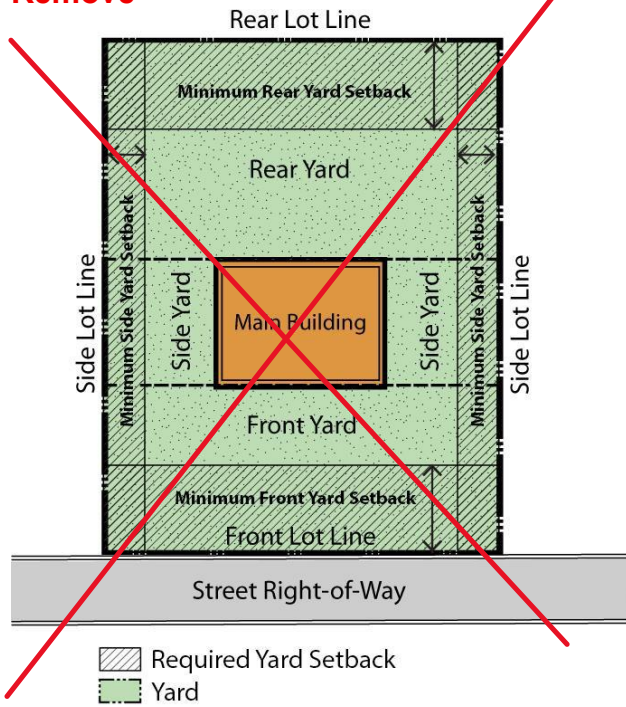 Remove
Rear Lot Line
Minimum Rear Yard Setback
Rear Yard
Side Lot Line
Minimum Side Yard Setback
Side Yard
Main Building
Side Yard
Minimum Side Yard Setback
Side Lot Line
Front Yard
Minimum Front Yard Setback
Front Lot Line
Street Right-of-Way
Required Yard Setback
Yard